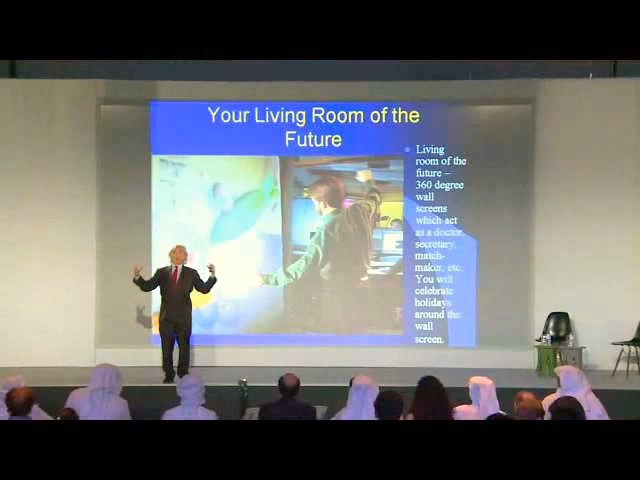 Your Living Room of the
Future
Living
room of the
future –
360 degree
wall
screens
which act
as a doctor,
secretary,
match-
maker, etc.
You will
celebrate
holidays
around the
wall
screen.